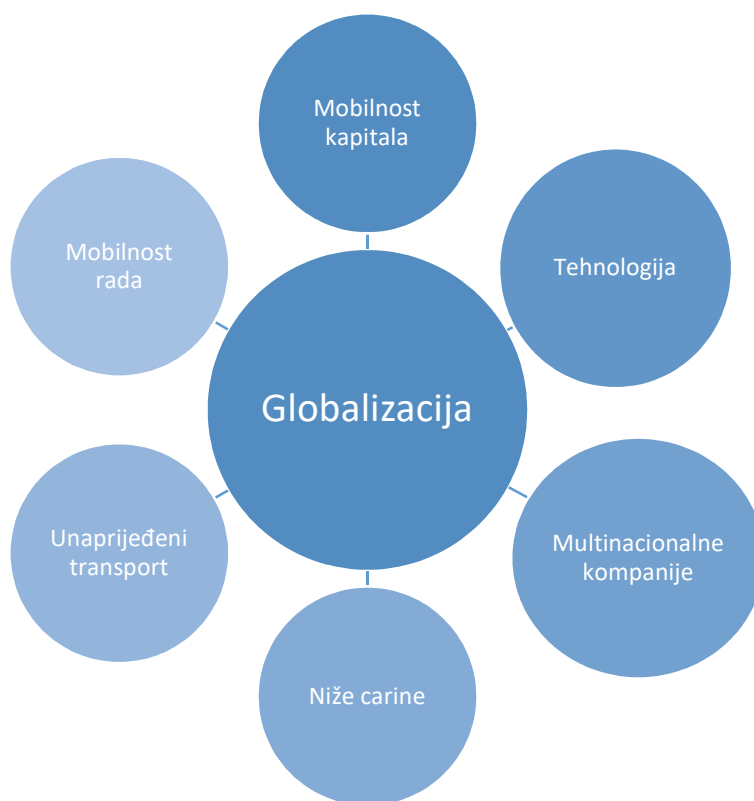 Mobilnost
kapitala
Tehnologija
Multinacionalne
kompanije
Niže carine
Unaprijeđeni
transport
Mobilnost
rada
Globalizacija